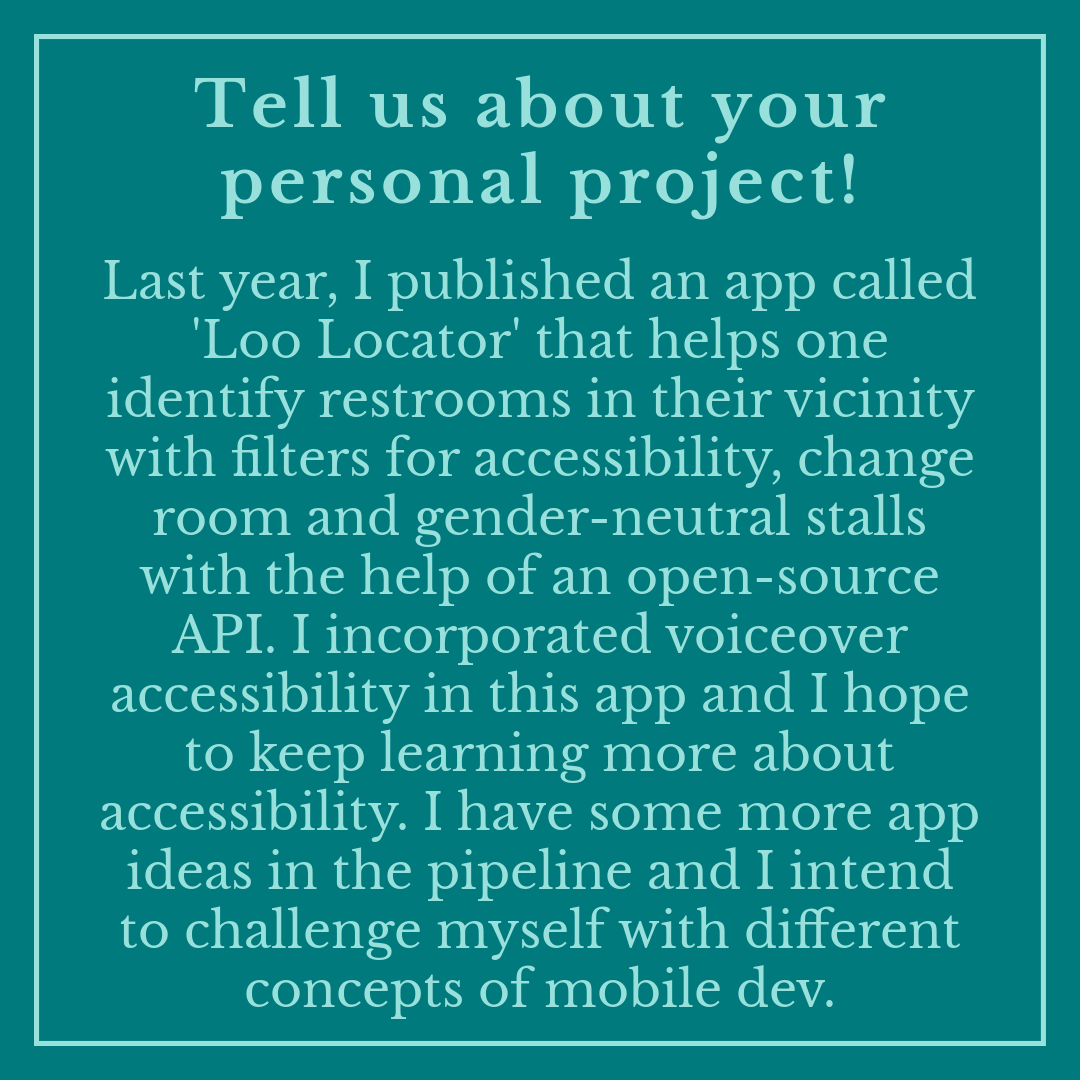 Tell us about your
personal project!
Last year, I published an app called
'Loo Locator' that helps one
identify restrooms in their vicinity
with filters for accessibility, change
room and gender-neutral stalls
with the help of an open-source
API. I incorporated voiceover
accessibility in this app and I hope
to keep learning more about
accessibility. I have some more app
ideas in the pipeline and I intend
to challenge myself with different
concepts of mobile dev.